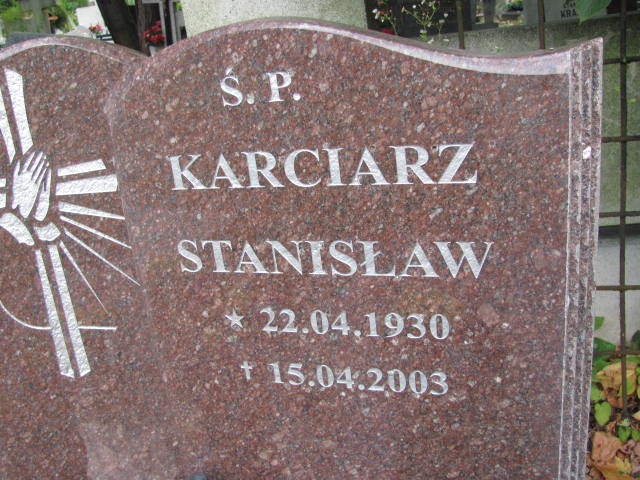 Ś. P.
KARCIARZ
STANISŁAW
★ 22.04.1930
✝ 15.04.2003